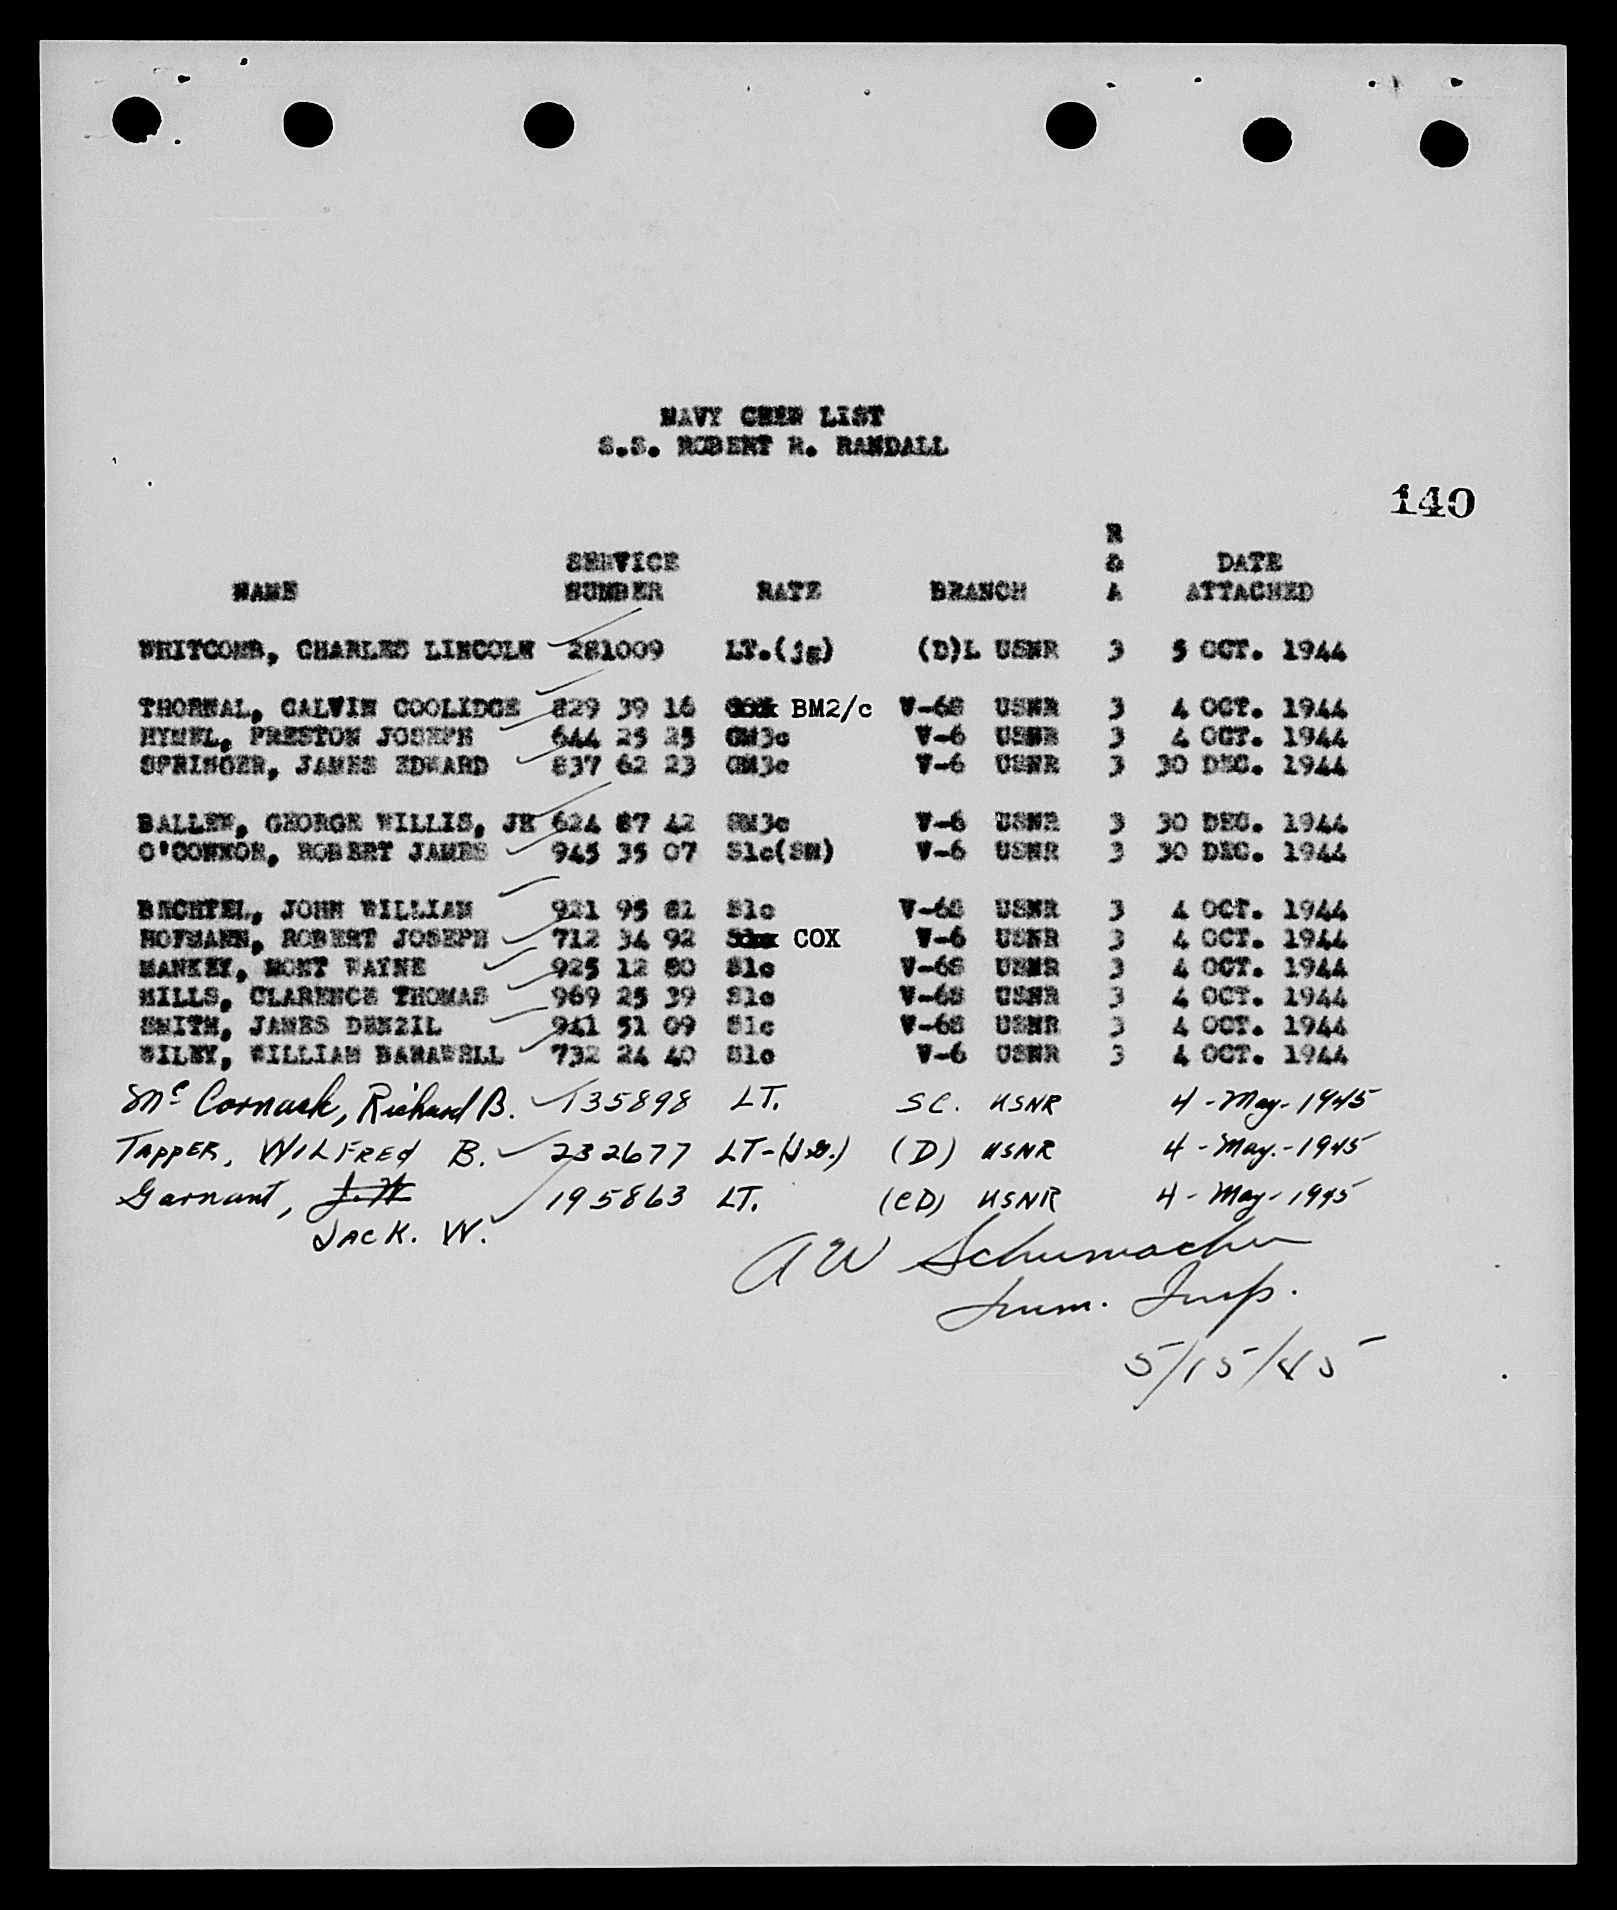 NAVY CREW LIST
S.S. ROBERT R. RANDALL
140
R
SERVICE & DATE
NAME NUMBER RATE BRANCH A ATTACHED
WHITCOMB, CHARLES LINCOLN 281009 LT.(jg) (D)L USNR 3 5 OCT. 1944
THORNAL, CALVIN COOLIDGE 829 39 16 BM2/c V-6S USNR 3 4 OCT. 1944
HYMEL, PRESTON JOSEPH 644 25 25 GM3c V-6 USNR 3 4 OCT. 1944
SPRINGER, JAMES EDWARD 837 62 23 GM3c V-6 USNR 3 30 DEC. 1944
BALLEW, GEORGE WILLIS, JR 624 87 42 SM3c V-6 USNR 3 30 DEC. 1944
O'CONNOR, ROBERT JAMES 945 35 07 S1c(SM) V-6 USNR 3 30 DEC. 1944
BECHTEL, JOHN WILLIAM 921 95 81 S1c V-6S USNR 3 4 OCT. 1944
HOFMANN, ROBERT JOSEPH 712 34 92 COX V-6 USNR 3 4 OCT. 1944
MANKEY, MONT WAYNE 925 12 80 S1c V-6S USNR 3 4 OCT. 1944
MILLS, CLARENCE THOMAS 969 25 39 S1c V-6S USNR 3 4 OCT. 1944
SMITH, JAMES DENZIL 941 51 09 S1c V-6S USNR 3 4 OCT. 1944
WILEY, WILLIAM 732 24 40 S1c V-6 USNR 3 4 OCT. 1944
Mc Cornack, Richard B. 135898 LT. SC. USNR 4-May-1945
TAPPER, WILFRED B. 232677 LT-(J.G.) (D) USNR 4-May.-1945
Garnant, J.W 195863 LT. (CD) USNR 4-May-1945
JACK. W.
A W Schumacher
Imm. Insp.
5/15/45